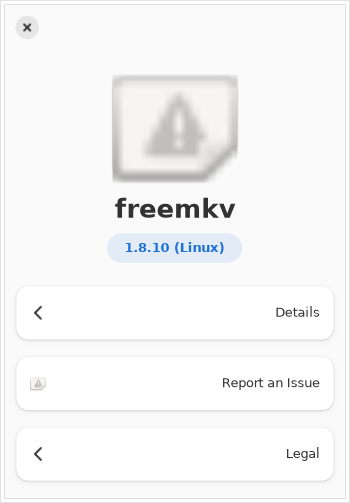 freemkv
1.8.10 (Linux)
Details
Report an Issue
Legal